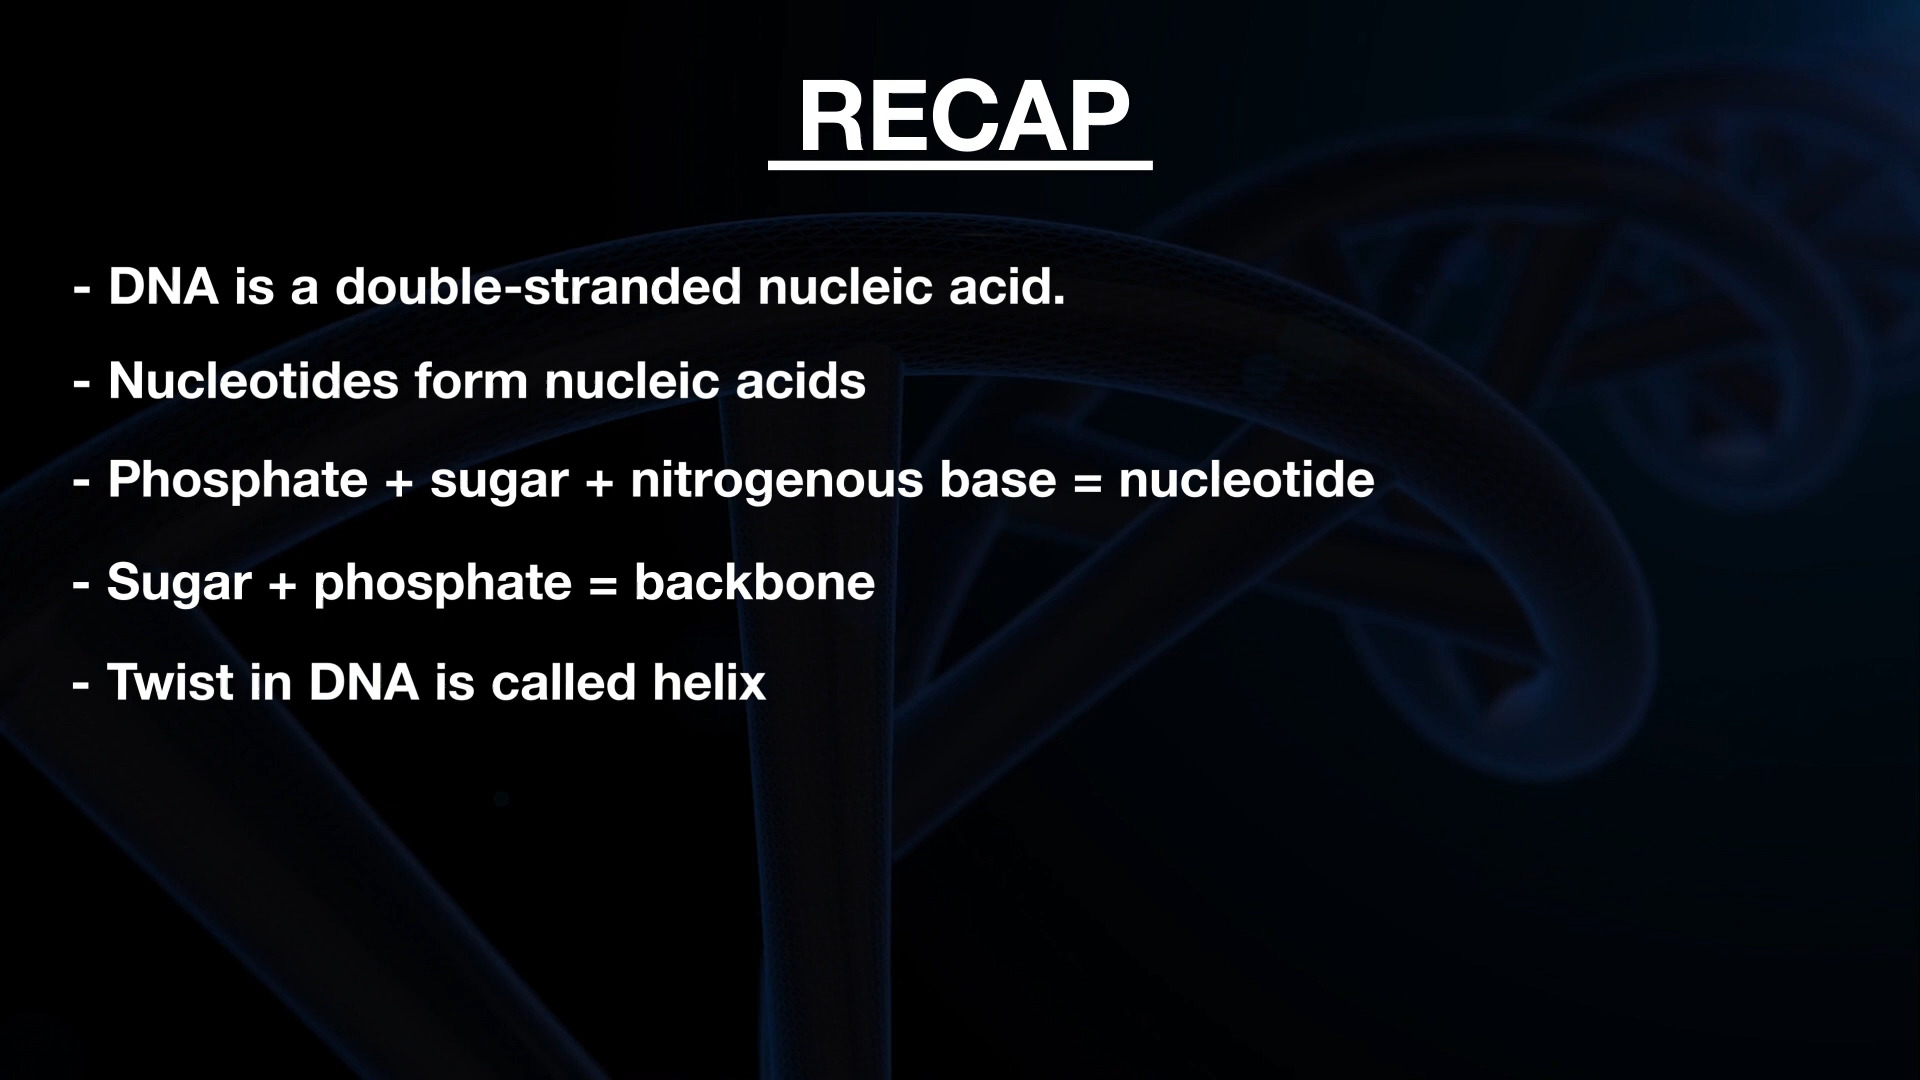 RECAP
- DNA is a double-stranded nucleic acid.
- Nucleotides form nucleic acids
- Phosphate + sugar + nitrogenous base = nucleotide
- Sugar + phosphate = backbone
- Twist in DNA is called helix